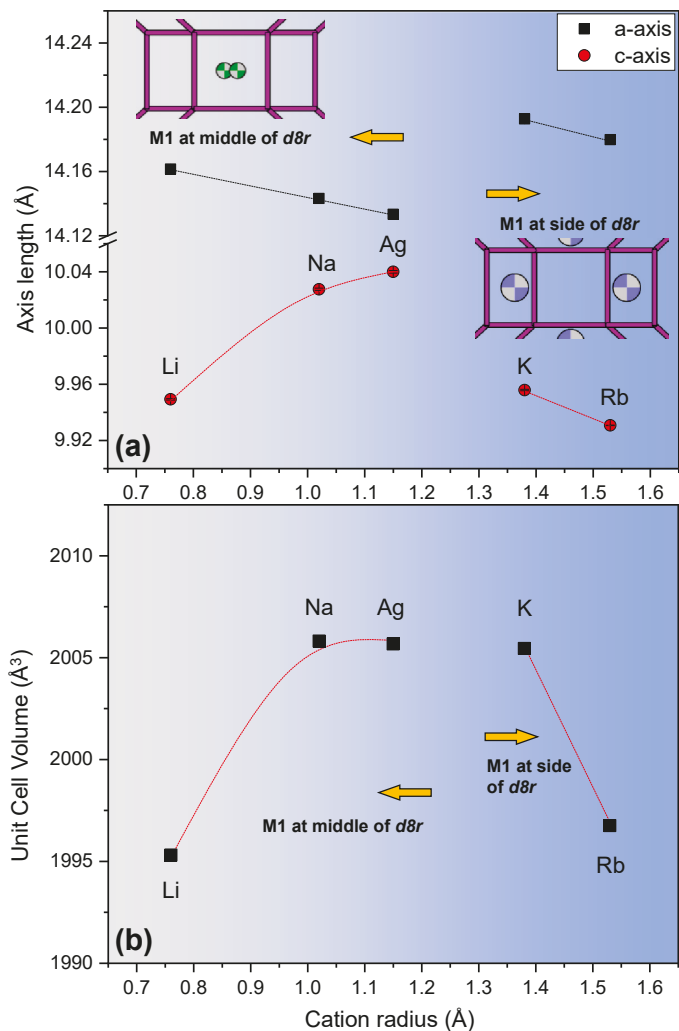 14.24
14.20
14.16
14.12
10.04
10.00
9.96
9.92
Axis length (Å)
a-axis
c-axis
M1 at middle of d8r
M1 at side of d8r
Li
Na
Ag
K
Rb
(a)
0.7 0.8 0.9 1.0 1.1 1.2 1.3 1.4 1.5 1.6
2010
2005
2000
1995
1990
Unit Cell Volume (Å³)
Na
Ag
K
M1 at side
of d8r
M1 at middle of d8r
Li
Rb
(b)
0.7 0.8 0.9 1.0 1.1 1.2 1.3 1.4 1.5 1.6
Cation radius (Å)